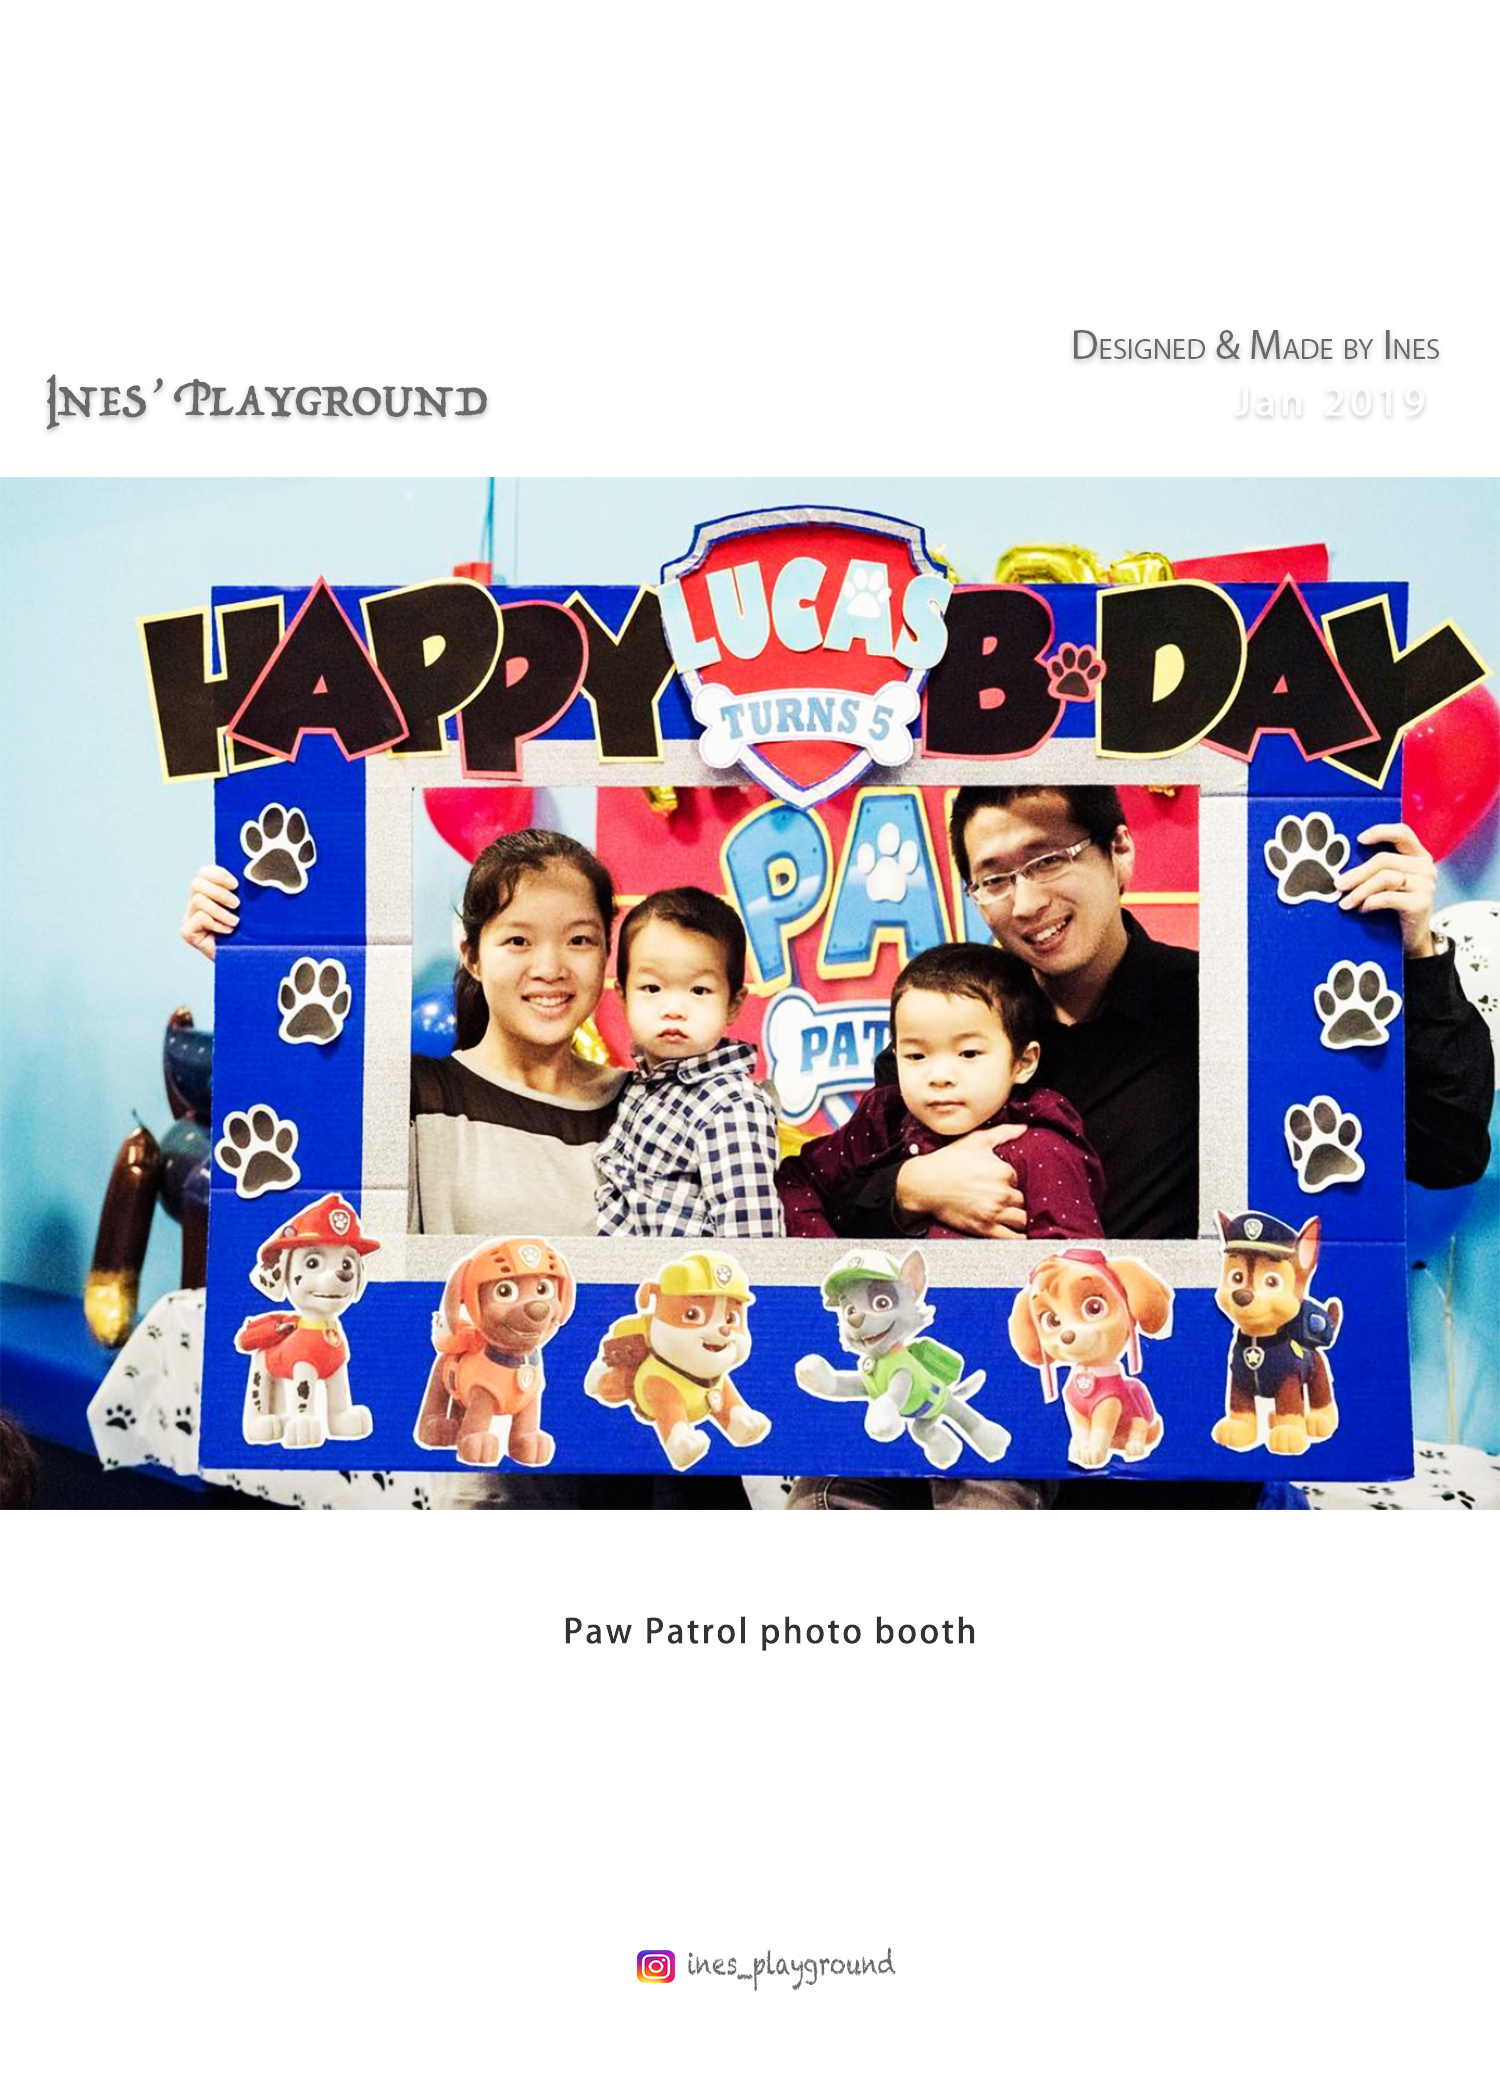 Designed & Made by Ines
Ines' Playground
Jan 2019
HAPPY LUCAS B DAY
TURNS 5
PA
PAT
Paw Patrol photo booth
ines_playground